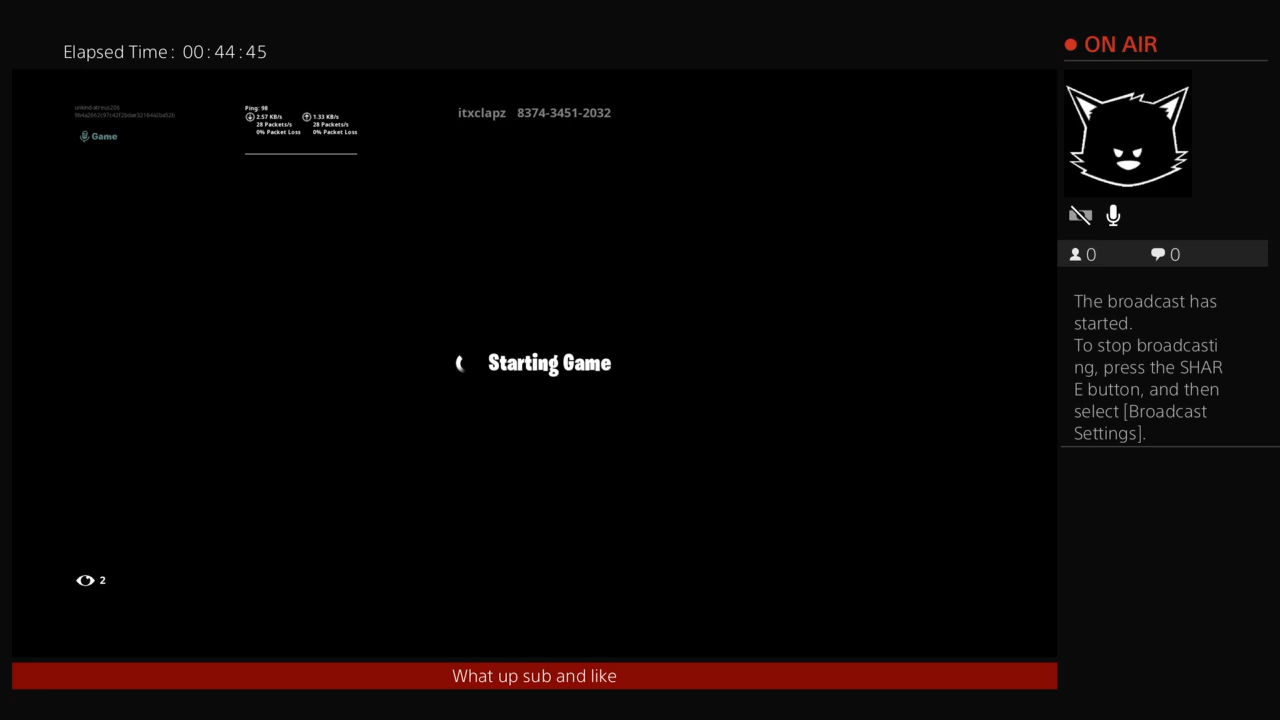 Elapsed Time: 00:44:45
ON AIR
Ping: 98
2.57 KB/s 1.33 KB/s
28 Packets/s 28 Packets/s
0% Packet Loss 0% Packet Loss
itxclapz 8374-3451-2032
Game
0 0
The broadcast has
started.
To stop broadcasti
ng, press the SHAR
E button, and then
select [Broadcast
Settings].
Starting Game
2
What up sub and like